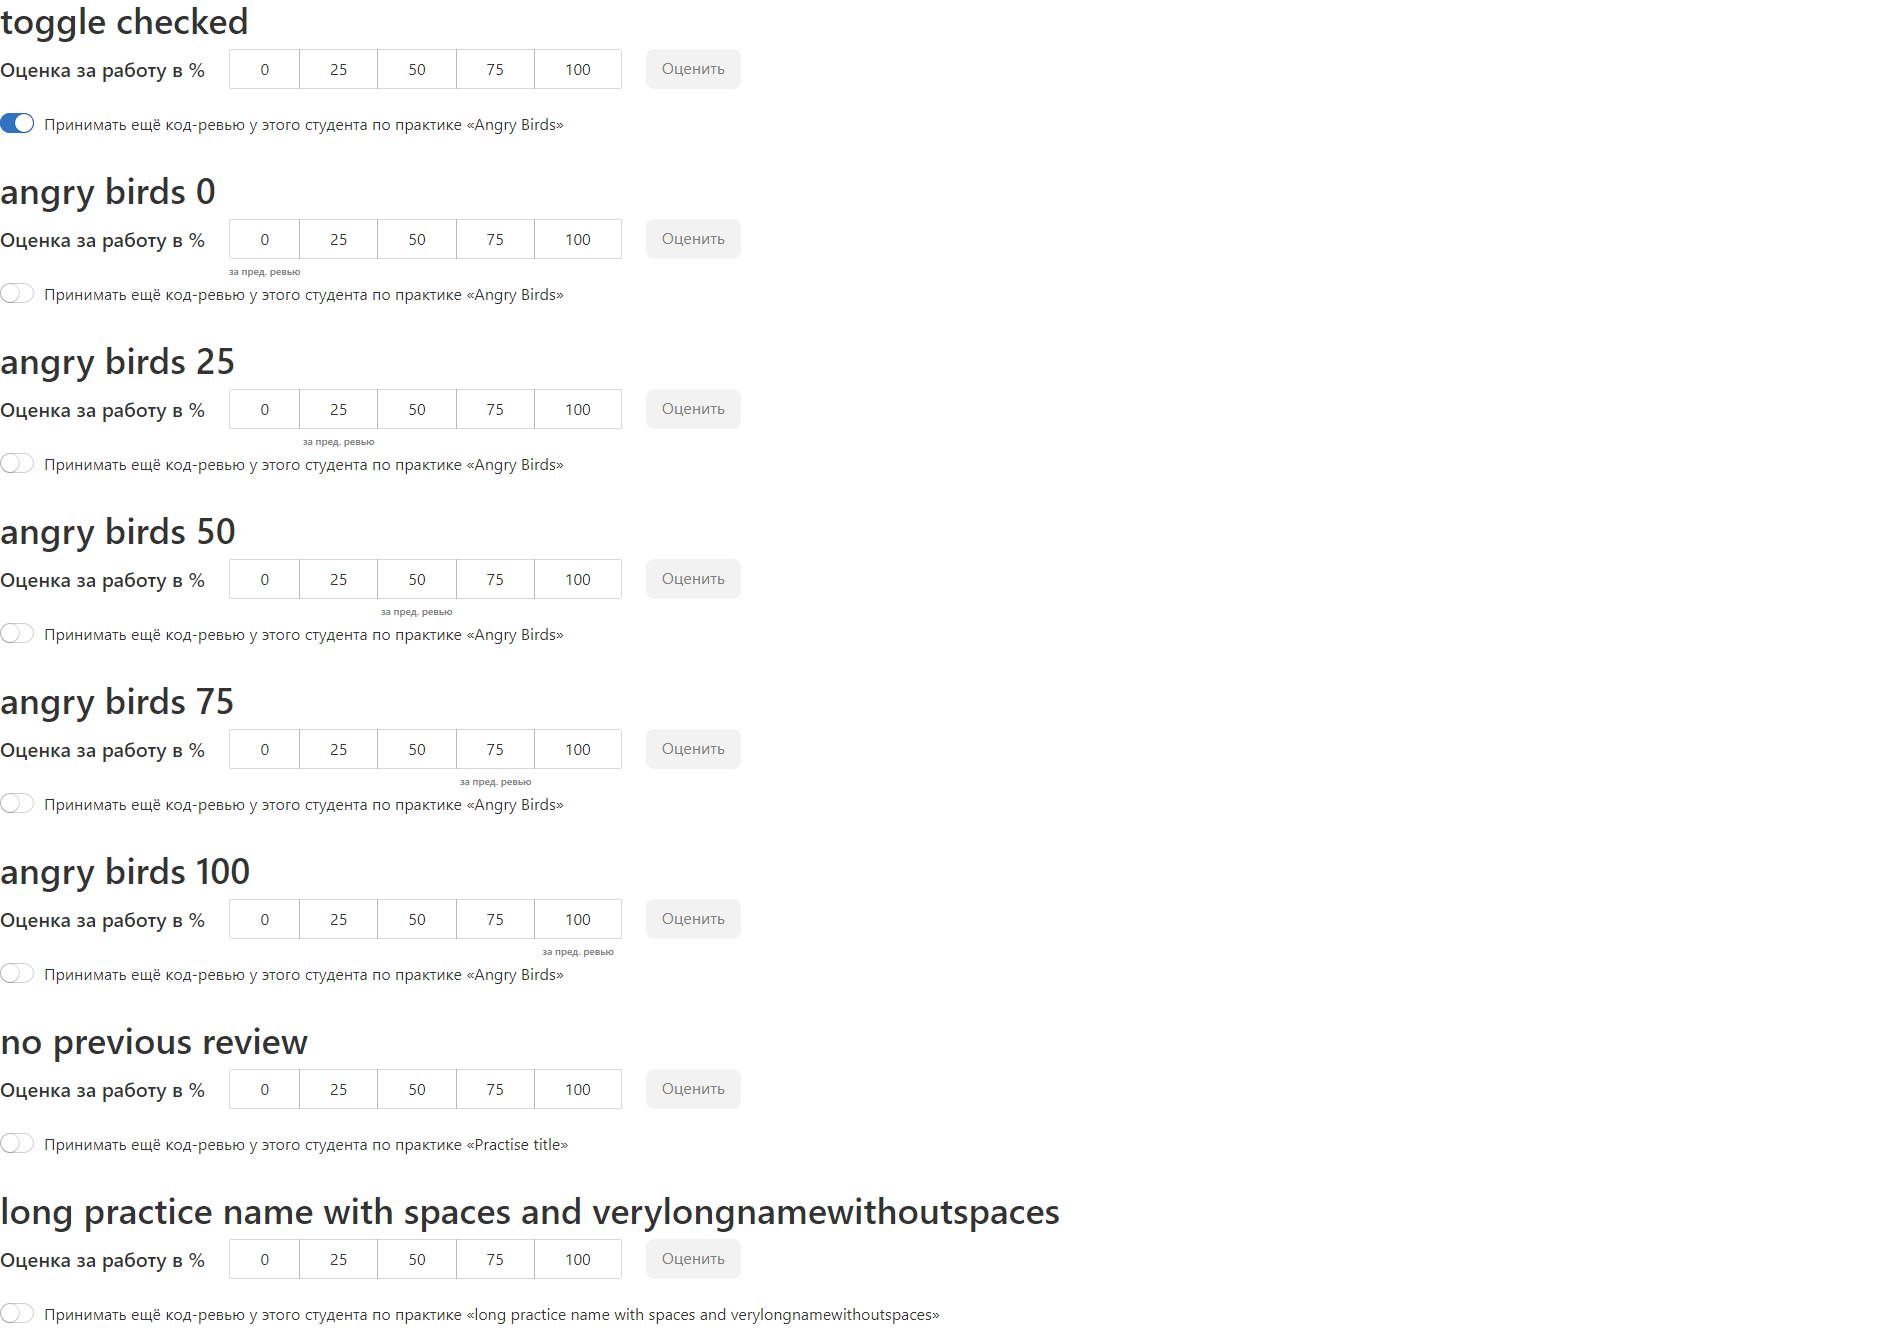 toggle checked
Оценка за работу в % 0 25 50 75 100 Оценить
Принимать ещё код-ревью у этого студента по практике «Angry Birds»
angry birds 0
Оценка за работу в % 0 25 50 75 100 Оценить
за пред. ревью
Принимать ещё код-ревью у этого студента по практике «Angry Birds»
angry birds 25
Оценка за работу в % 0 25 50 75 100 Оценить
за пред. ревью
Принимать ещё код-ревью у этого студента по практике «Angry Birds»
angry birds 50
Оценка за работу в % 0 25 50 75 100 Оценить
за пред. ревью
Принимать ещё код-ревью у этого студента по практике «Angry Birds»
angry birds 75
Оценка за работу в % 0 25 50 75 100 Оценить
за пред. ревью
Принимать ещё код-ревью у этого студента по практике «Angry Birds»
angry birds 100
Оценка за работу в % 0 25 50 75 100 Оценить
за пред. ревью
Принимать ещё код-ревью у этого студента по практике «Angry Birds»
no previous review
Оценка за работу в % 0 25 50 75 100 Оценить
Принимать ещё код-ревью у этого студента по практике «Practise title»
long practice name with spaces and verylongnamewithoutspaces
Оценка за работу в % 0 25 50 75 100 Оценить
Принимать ещё код-ревью у этого студента по практике «long practice name with spaces and verylongnamewithoutspaces»